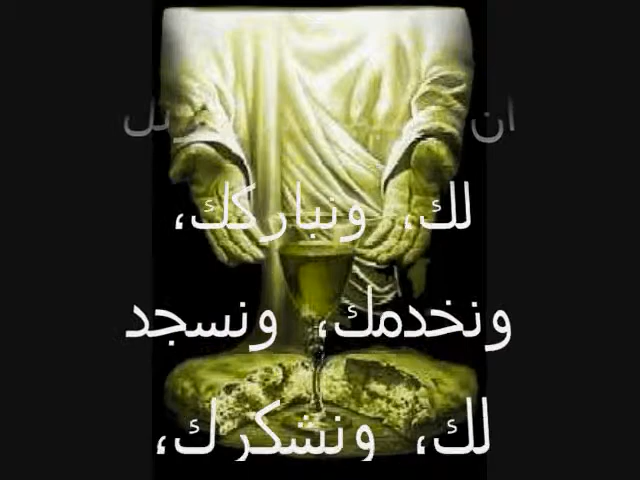 لك، ونباركك،
ونخدمك، ونسجد
لك، ونشكرك،